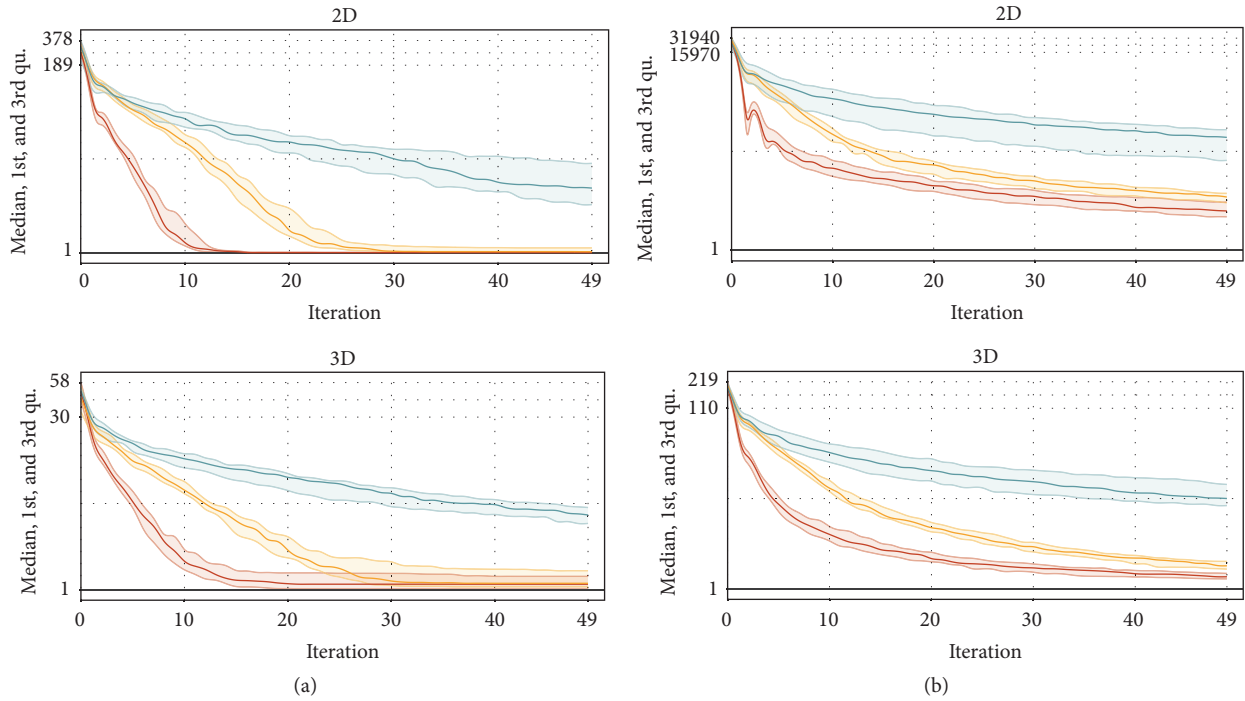 2D
378
189
1
Median, 1st, and 3rd qu.
0 10 20 30 40 49
Iteration
3D
58
30
1
Median, 1st, and 3rd qu.
0 10 20 30 40 49
Iteration
(a)
2D
31940
15970
1
Median, 1st, and 3rd qu.
0 10 20 30 40 49
Iteration
3D
219
110
1
Median, 1st, and 3rd qu.
0 10 20 30 40 49
Iteration
(b)